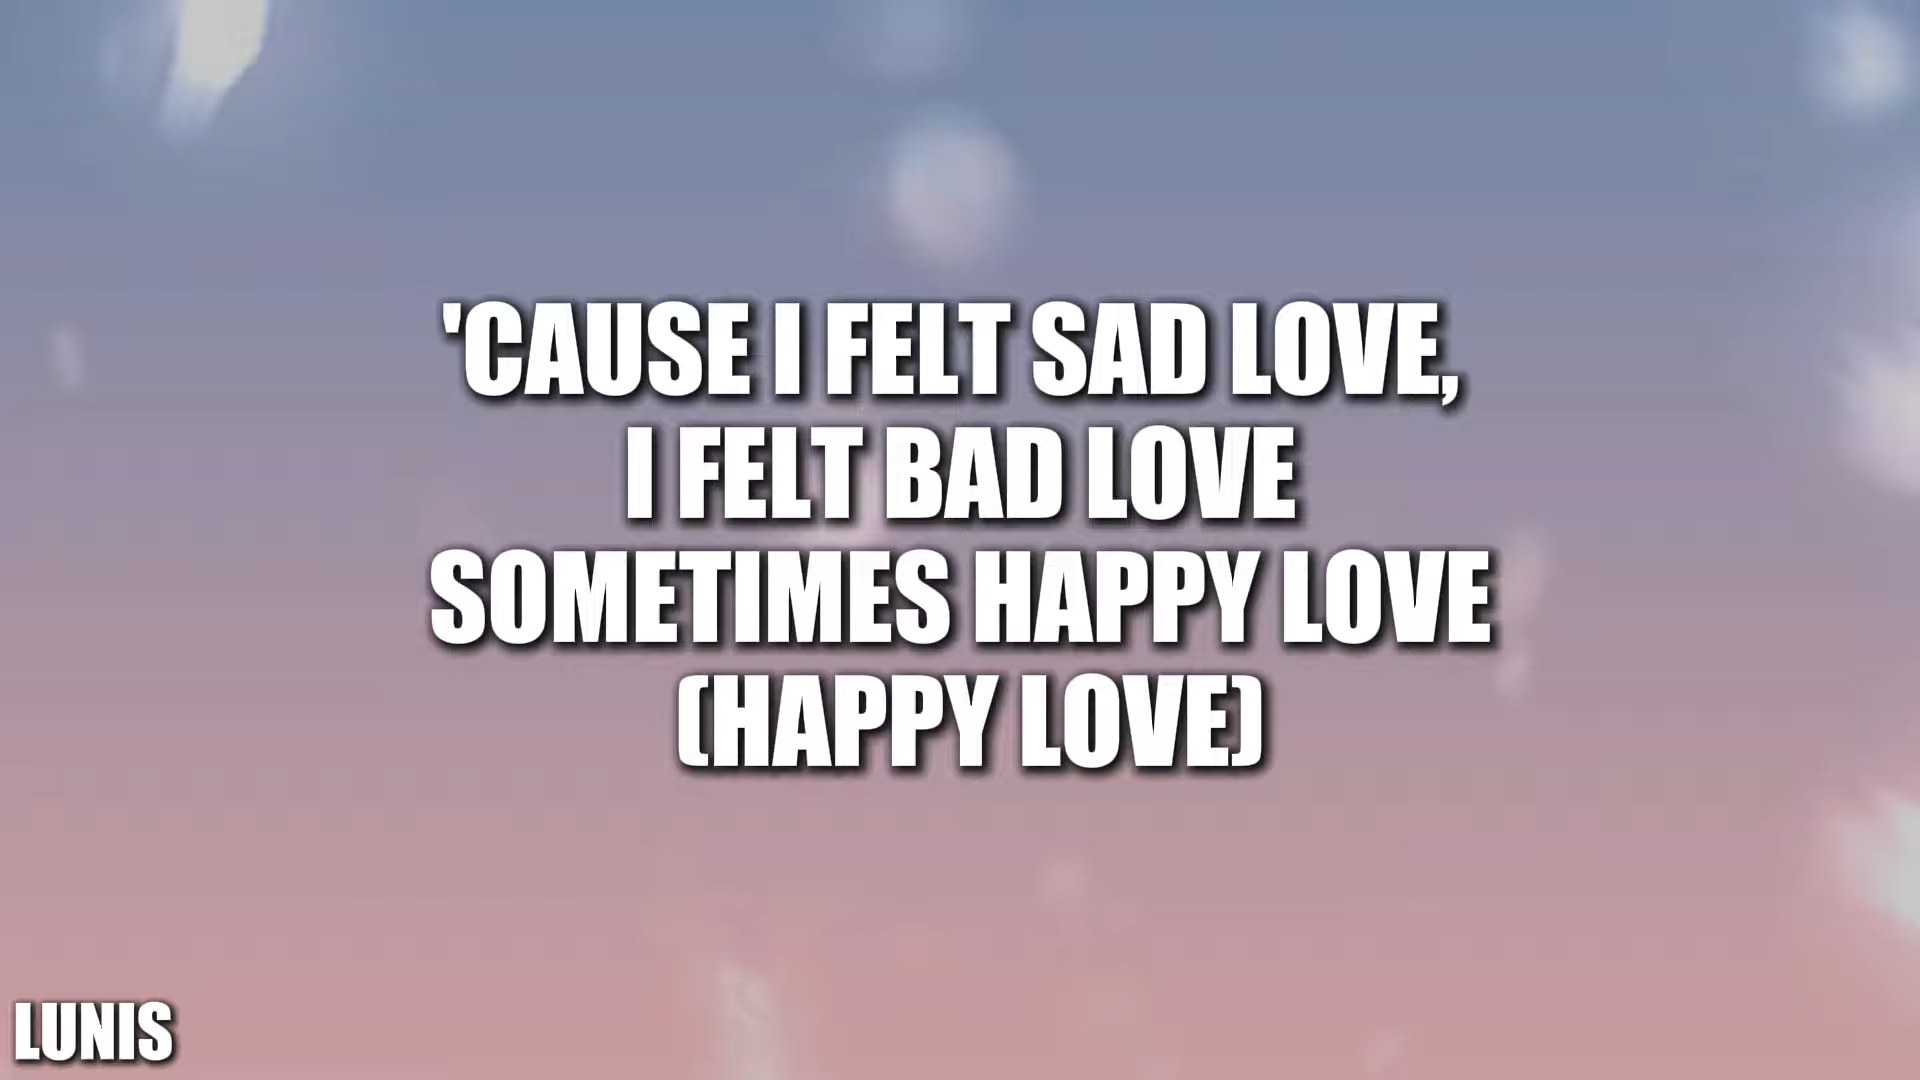 'CAUSE I FELT SAD LOVE,
I FELT BAD LOVE
SOMETIMES HAPPY LOVE
(HAPPY LOVE)
LUNIS